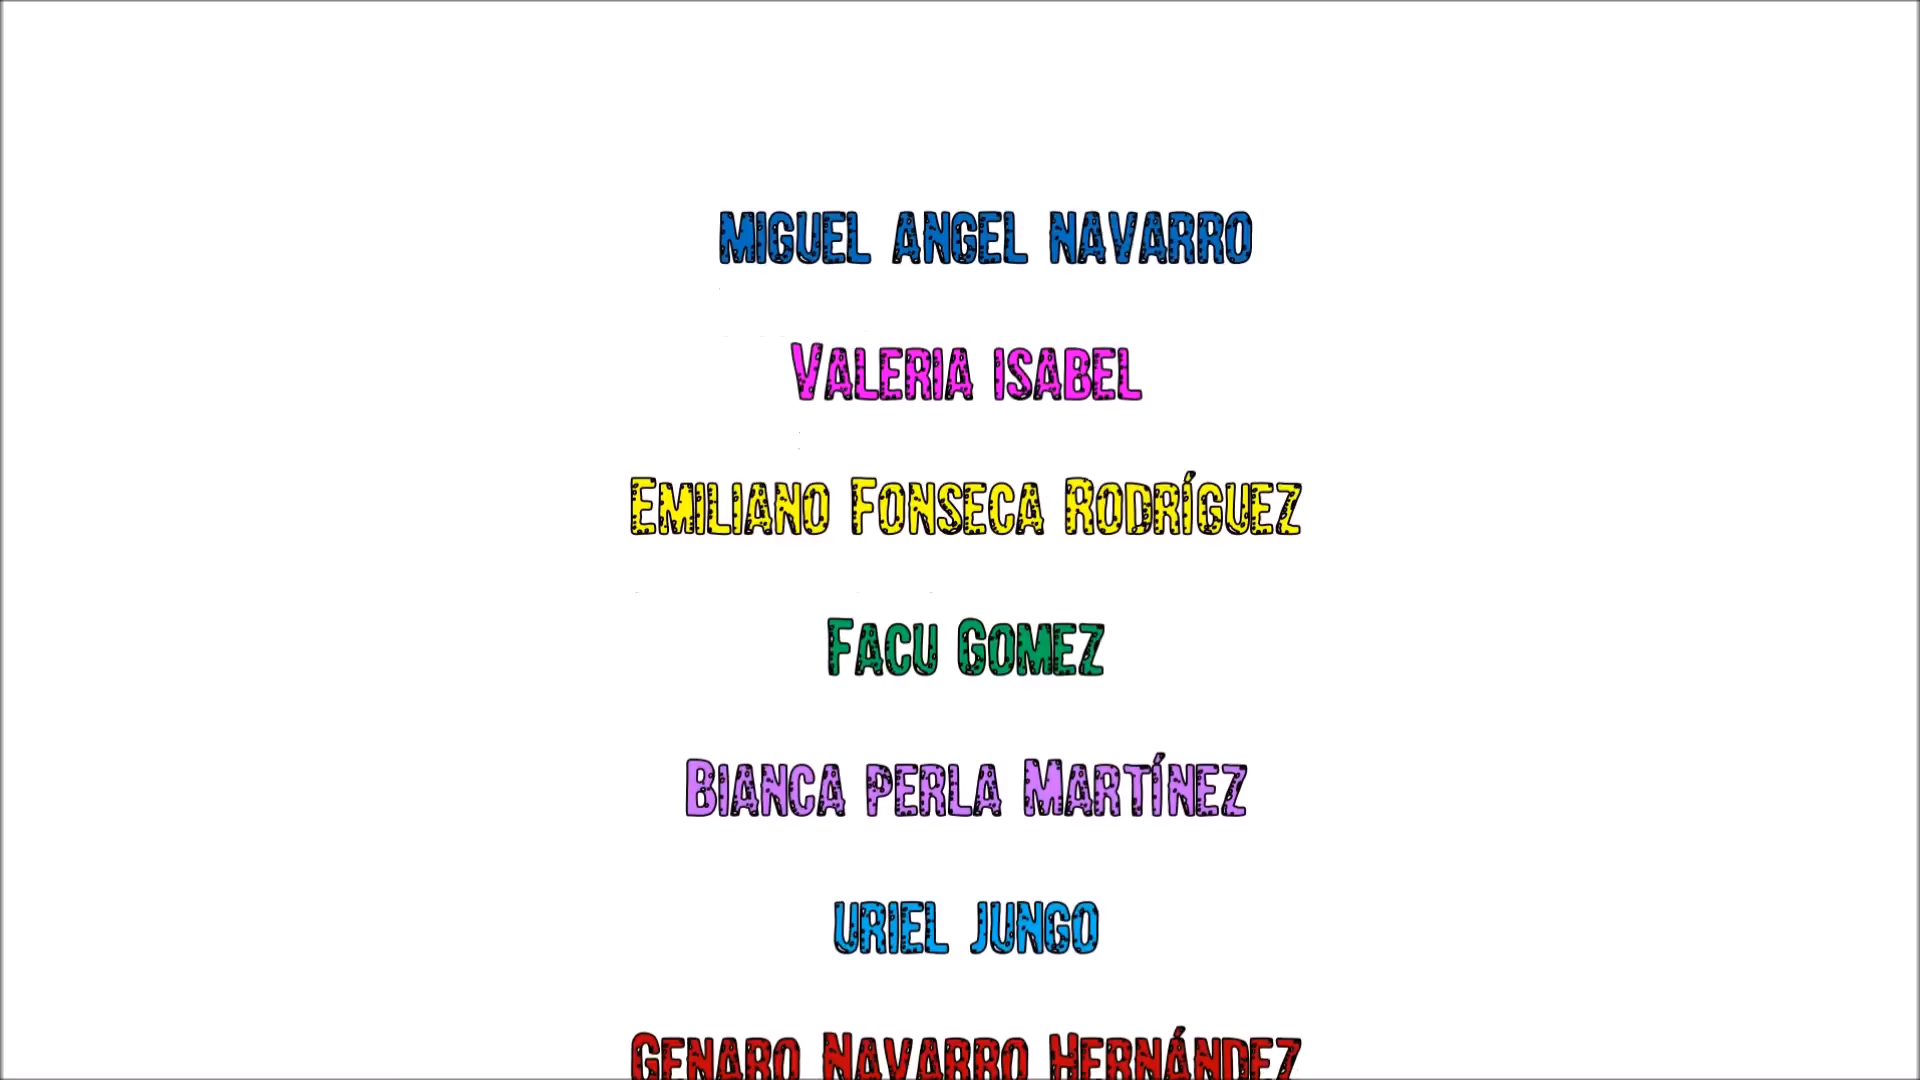 MIGUEL ANGEL NAVARRO
VALERIA ISABEL
EMILIANO FONSECA RODRÍGUEZ
FACU GOMEZ
BIANCA PERLA MARTÍNEZ
URIEL JUNGO
GENARO NAVARRO HERNÁNDEZ